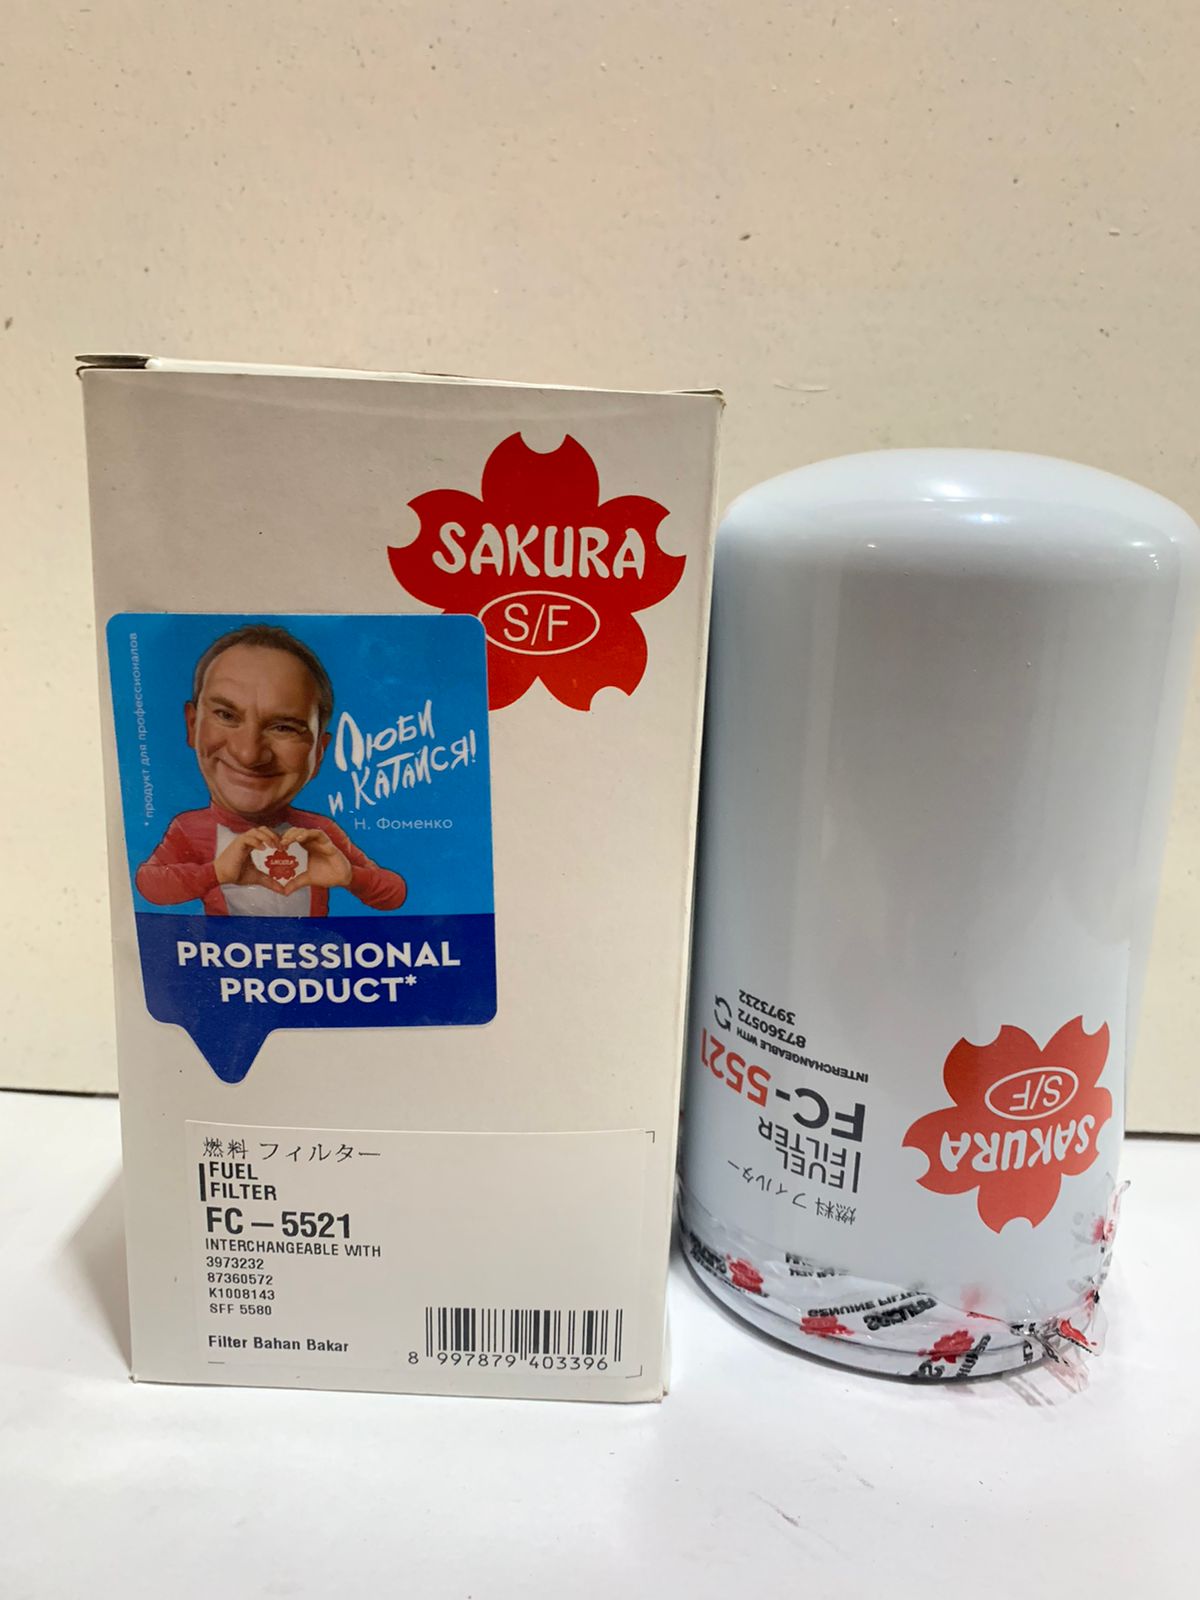 SAKURA
S/F
* продукт для профессионалов
Люби
и Катайся!
Н. Фоменко
SAKURA
PROFESSIONAL
PRODUCT*
燃料 フィルター
FUEL
FILTER
FC – 5521
INTERCHANGEABLE WITH
3973232
87360572
K1008143
SFF 5580
Filter Bahan Bakar
8 997879 403396
SAKURA
S/F
燃料 フィルター
FUEL
FILTER
FC-5521
INTERCHANGEABLE WITH
87360572
3973232